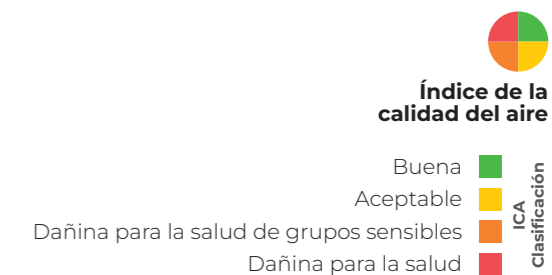 Índice de la
calidad del aire
Buena
Aceptable
Dañina para la salud de grupos sensibles
Dañina para la salud
ICA
Clasificación